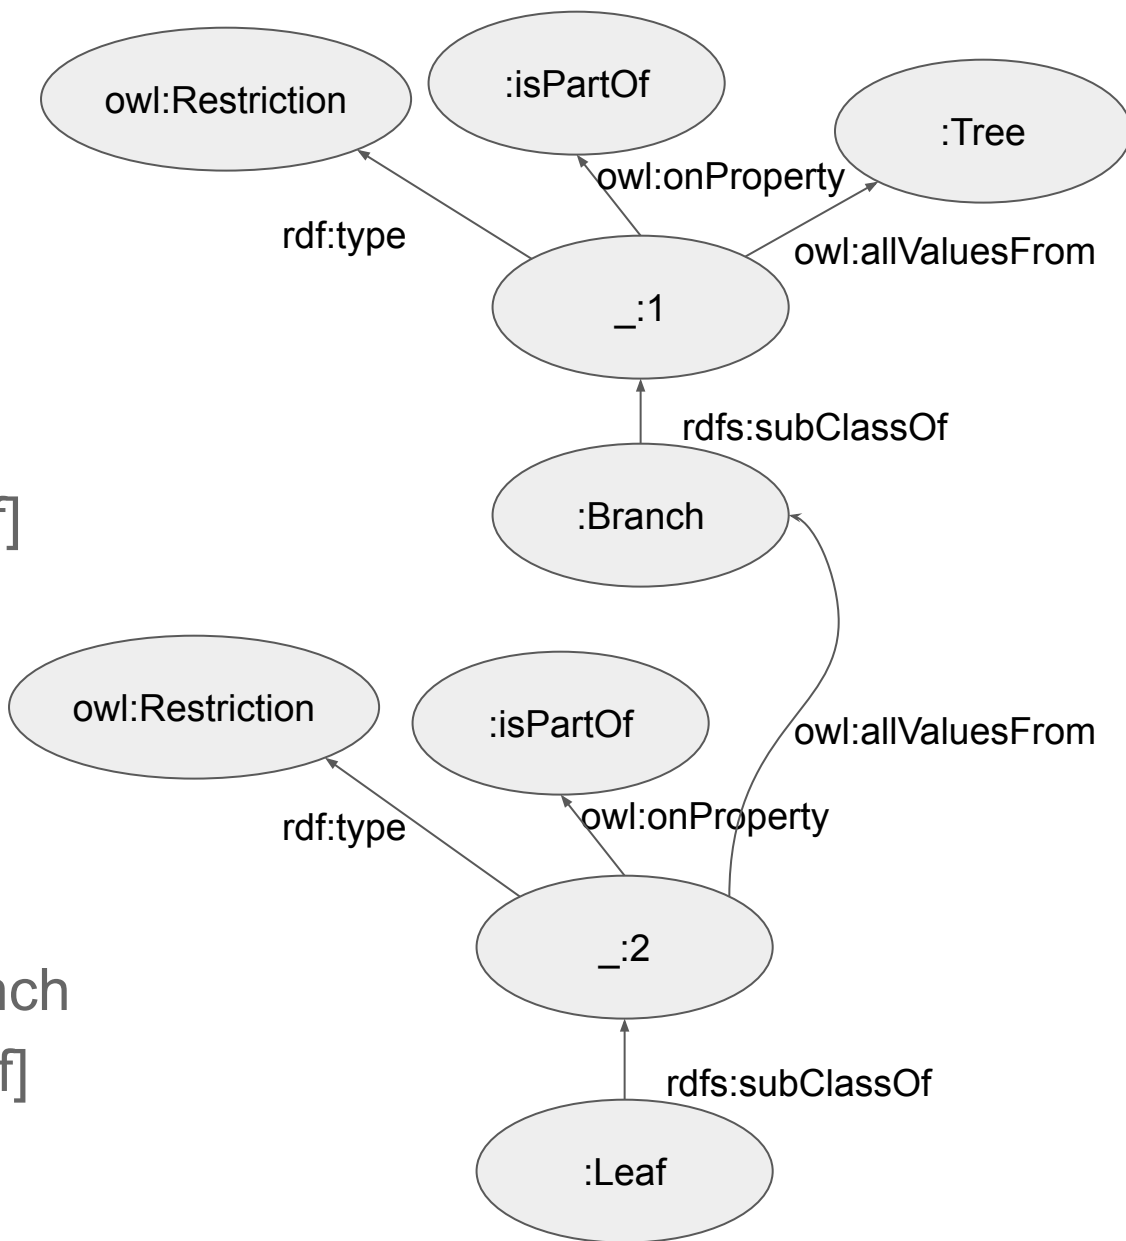 :isPartOf
owl:Restriction
:Tree
owl:onProperty
rdf:type
owl:allValuesFrom
_:1
rdfs:subClassOf
f]
:Branch
owl:Restriction
:isPartOf
owl:allValuesFrom
owl:onProperty
rdf:type
_:2
nch
f]
rdfs:subClassOf
:Leaf